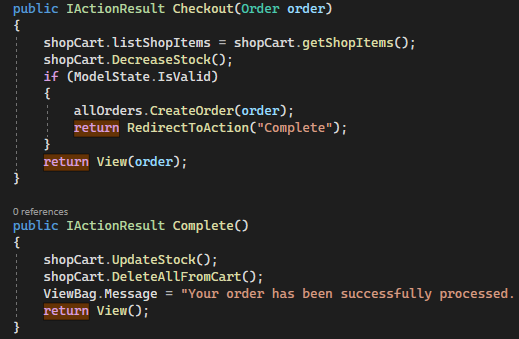 public IActionResult Checkout(Order order)
{
shopCart.listShopItems = shopCart.getShopItems();
shopCart.DecreaseStock();
if (ModelState.IsValid)
{
allOrders.CreateOrder(order);
return RedirectToAction("Complete");
}
return View(order);
}
0 references
public IActionResult Complete()
{
shopCart.UpdateStock();
shopCart.DeleteAllFromCart();
ViewBag.Message = "Your order has been successfully processed.
return View();
}